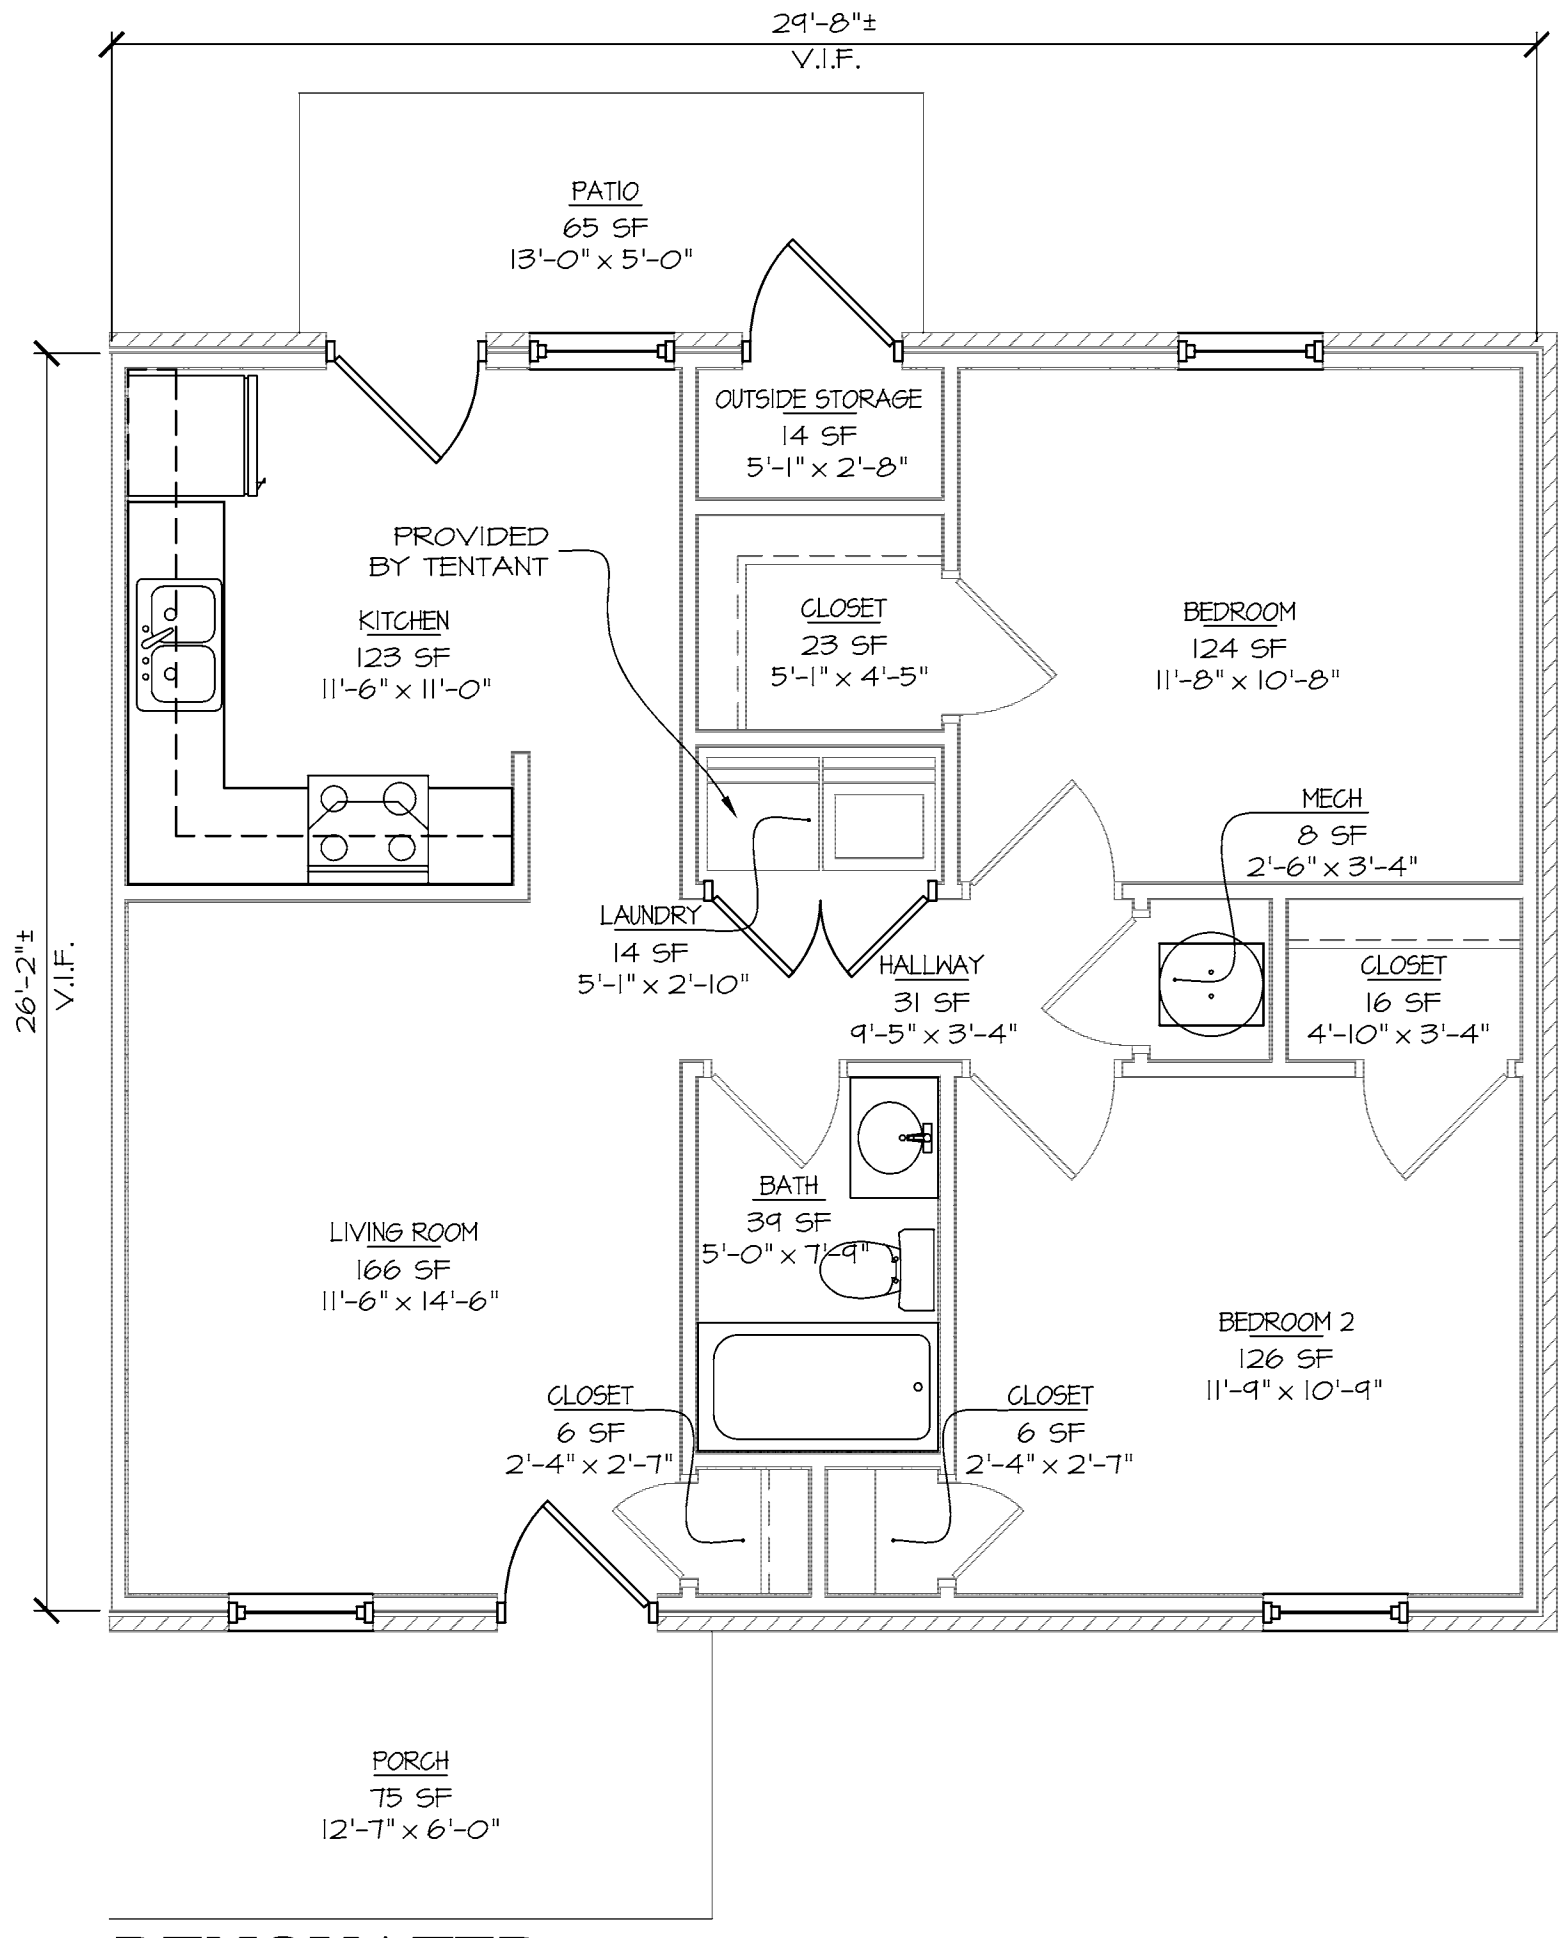 29'-8"±
V.I.F.
PATIO
65 SF
13'-0" x 5'-0"
OUTSIDE STORAGE
14 SF
5'-1" x 2'-8"
PROVIDED
BY TENTANT
KITCHEN
123 SF
11'-6" x 11'-0"
CLOSET
23 SF
5'-1" x 4'-5"
BEDROOM
124 SF
11'-8" x 10'-8"
MECH
8 SF
2'-6" x 3'-4"
LAUNDRY
14 SF
5'-1" x 2'-10"
HALLWAY
31 SF
9'-5" x 3'-4"
CLOSET
16 SF
4'-10" x 3'-4"
26'-2"±
V.I.F.
BATH
39 SF
5'-0" x 7'-9"
LIVING ROOM
166 SF
11'-6" x 14'-6"
BEDROOM 2
126 SF
11'-9" x 10'-9"
CLOSET
6 SF
2'-4" x 2'-7"
CLOSET
6 SF
2'-4" x 2'-7"
PORCH
75 SF
12'-7" x 6'-0"